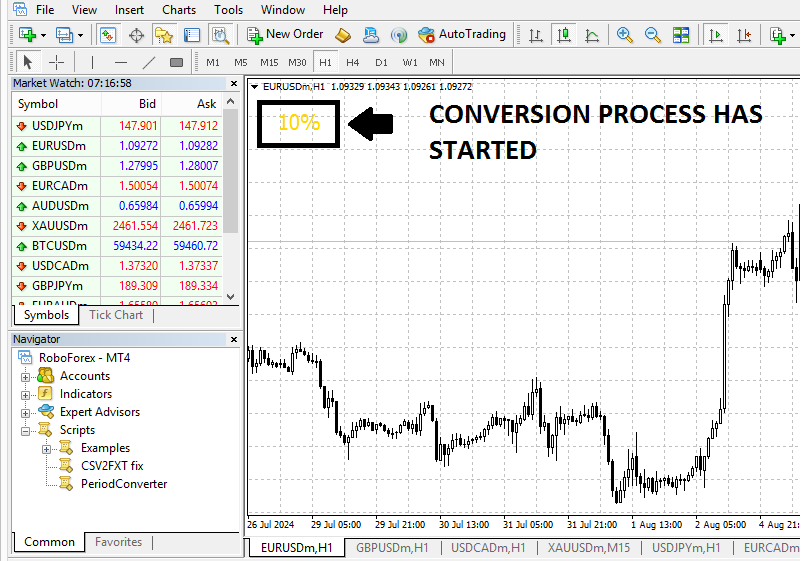 File View Insert Charts Tools Window Help
New Order AutoTrading
M1 M5 M15 M30 H1 H4 D1 W1 MN
Market Watch: 07:16:58
Symbol Bid Ask
USDJPYm 147.901 147.912
EURUSDm 1.09272 1.09282
GBPUSDm 1.27995 1.28007
EURCADm 1.50054 1.50074
AUDUSDm 0.65984 0.65994
XAUUSDm 2461.554 2461.723
BTCUSDm 59434.22 59460.72
USDCADm 1.37320 1.37337
GBPJPYm 189.309 189.334
Symbols Tick Chart
Navigator
RoboForex - MT4
Accounts
Indicators
Expert Advisors
Scripts
Examples
CSV2FXT fix
PeriodConverter
Common Favorites
EURUSDm,H1 1.09329 1.09343 1.09261 1.09272
10%
CONVERSION PROCESS HAS
STARTED
26 Jul 2024 29 Jul 05:00 29 Jul 21:00 30 Jul 13:00 31 Jul 05:00 31 Jul 21:00 1 Aug 13:00 2 Aug 05:00 4 Aug 21
EURUSDm,H1 GBPUSDm,H1 USDCADm,H1 XAUUSDm,M15 USDJPYm,H1 EURCADm